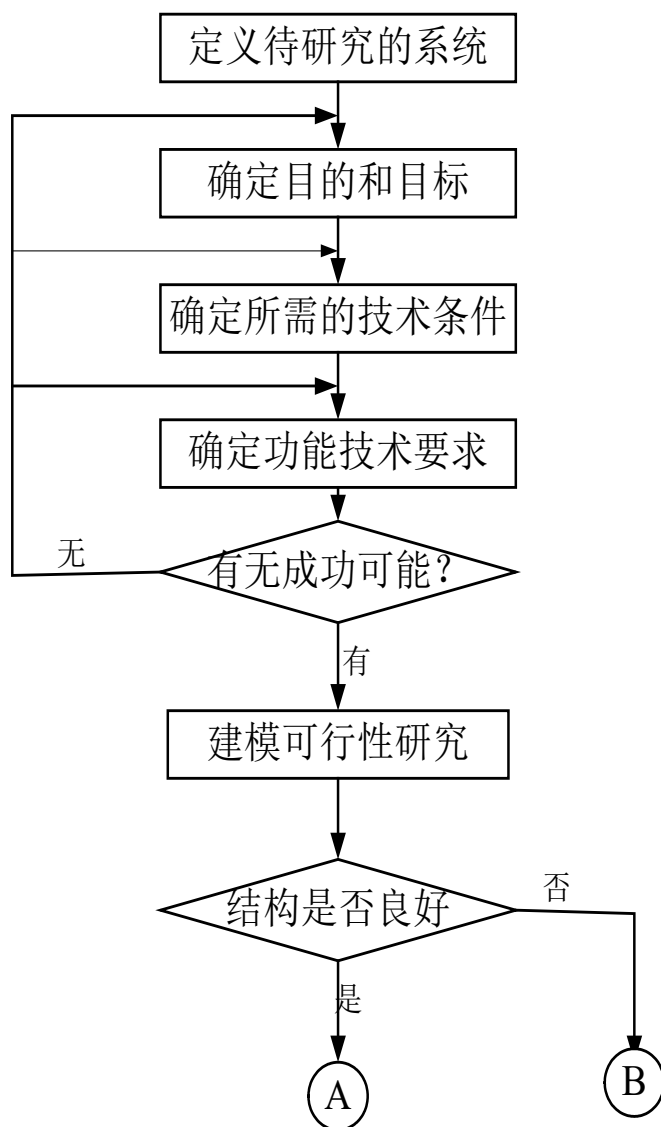 定义待研究的系统
确定目的和目标
确定所需的技术条件
确定功能技术要求
无
有无成功可能？
有
建模可行性研究
结构是否良好
否
是
A
B